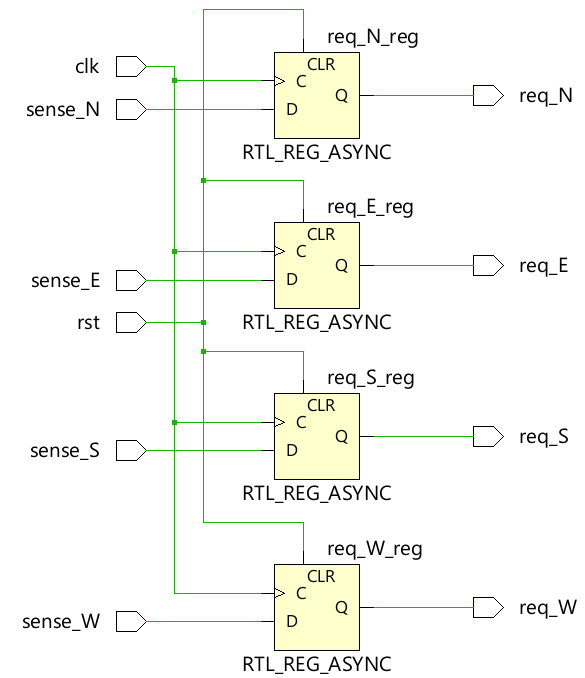 req_N_reg
clk
CLR
C
sense_N
D
Q
req_N
RTL_REG_ASYNC
req_E_reg
CLR
C
sense_E
D
Q
req_E
rst
RTL_REG_ASYNC
req_S_reg
CLR
C
sense_S
D
Q
req_S
RTL_REG_ASYNC
req_W_reg
CLR
C
sense_W
D
Q
req_W
RTL_REG_ASYNC